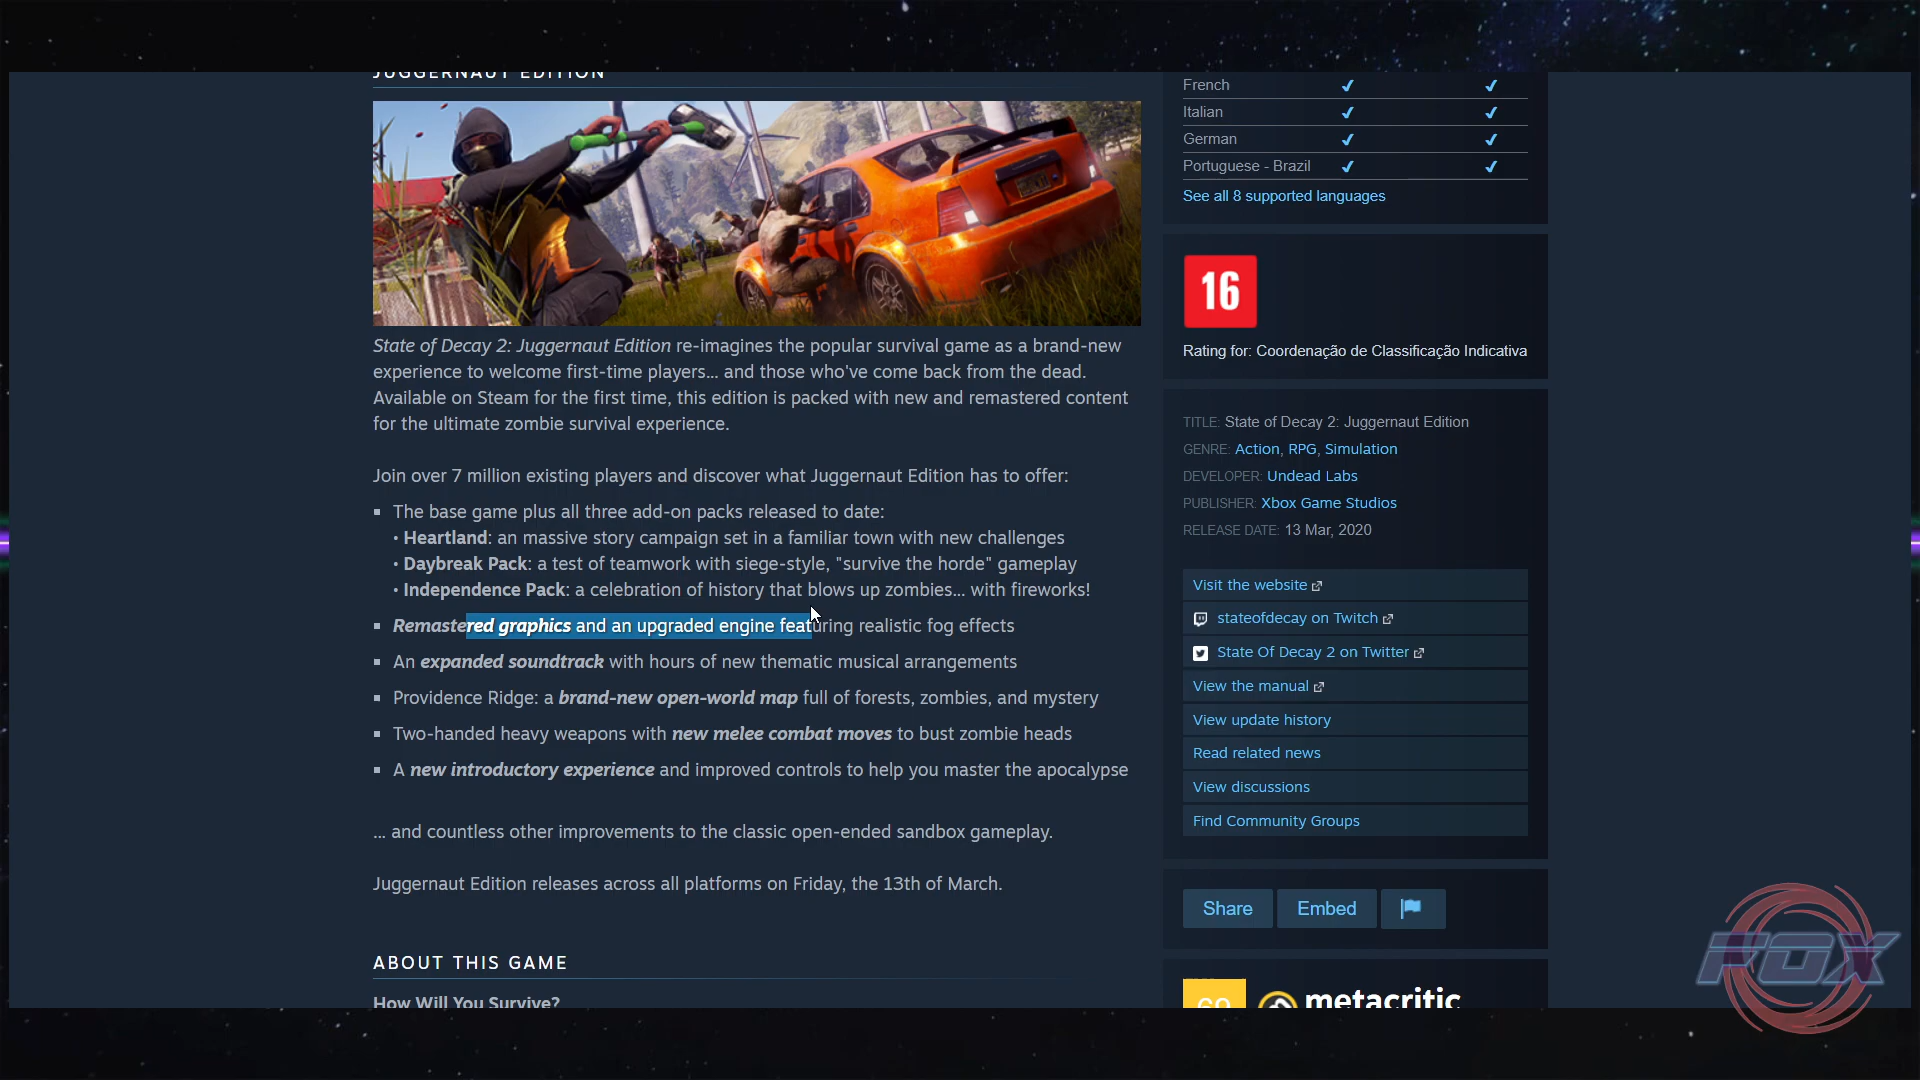 JUGGERNAUT EDITION
State of Decay 2: Juggernaut Edition re-imagines the popular survival game as a brand-new
experience to welcome first-time players... and those who've come back from the dead.
Available on Steam for the first time, this edition is packed with new and remastered content
for the ultimate zombie survival experience.
Join over 7 million existing players and discover what Juggernaut Edition has to offer:
▪ The base game plus all three add-on packs released to date:
• Heartland: an massive story campaign set in a familiar town with new challenges
• Daybreak Pack: a test of teamwork with siege-style, "survive the horde" gameplay
• Independence Pack: a celebration of history that blows up zombies... with fireworks!
▪ Remastered graphics and an upgraded engine featuring realistic fog effects
▪ An expanded soundtrack with hours of new thematic musical arrangements
▪ Providence Ridge: a brand-new open-world map full of forests, zombies, and mystery
▪ Two-handed heavy weapons with new melee combat moves to bust zombie heads
▪ A new introductory experience and improved controls to help you master the apocalypse
... and countless other improvements to the classic open-ended sandbox gameplay.
Juggernaut Edition releases across all platforms on Friday, the 13th of March.
ABOUT THIS GAME
How Will You Survive?
French ✔ ✔
Italian ✔ ✔
German ✔ ✔
Portuguese - Brazil ✔ ✔
See all 8 supported languages
16
Rating for: Coordenação de Classificação Indicativa
TITLE: State of Decay 2: Juggernaut Edition
GENRE: Action, RPG, Simulation
DEVELOPER: Undead Labs
PUBLISHER: Xbox Game Studios
RELEASE DATE: 13 Mar, 2020
Visit the website
stateofdecay on Twitch
State Of Decay 2 on Twitter
View the manual
View update history
Read related news
View discussions
Find Community Groups
Share Embed
69 metacritic
FOX